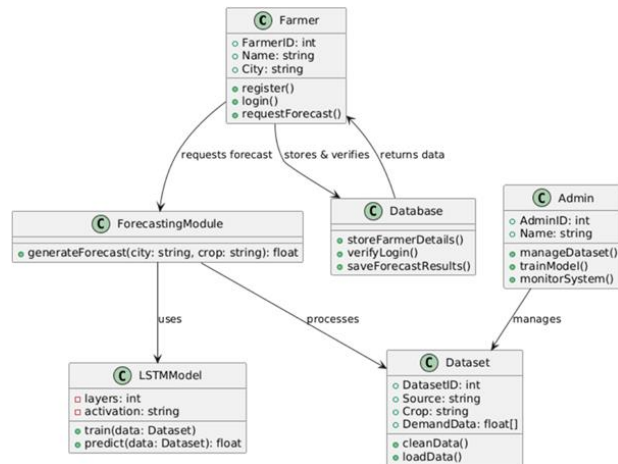 C Farmer
FarmerID: int
Name: string
City: string
register()
login()
requestForecast()
requests forecast
stores & verifies
returns data
C ForecastingModule
generateForecast(city: string, crop: string): float
C Database
storeFarmerDetails()
verifyLogin()
saveForecastResults()
C Admin
AdminID: int
Name: string
manageDataset()
trainModel()
monitorSystem()
uses
processes
manages
C LSTMModel
layers: int
activation: string
train(data: Dataset)
predict(data: Dataset): float
C Dataset
DatasetID: int
Source: string
Crop: string
DemandData: float[]
cleanData()
loadData()